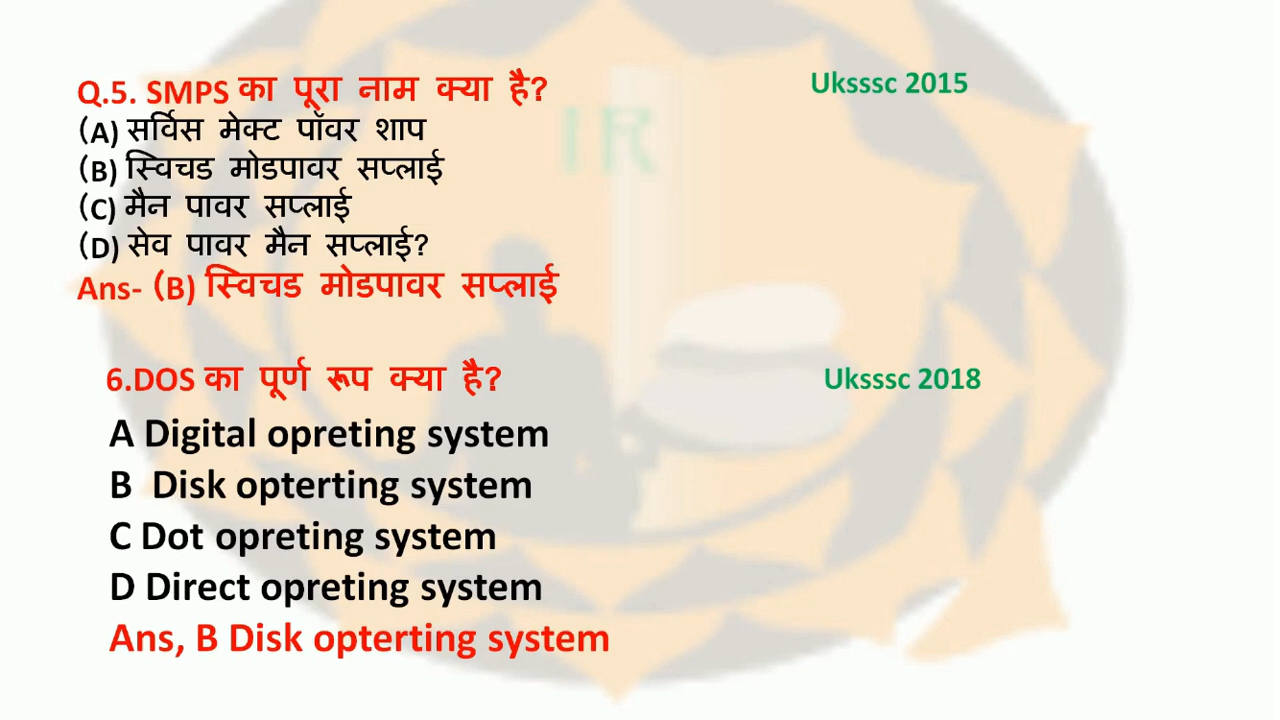 Q.5. SMPS का पूरा नाम क्या है? Uksssc 2015
(A) सर्विस मेक्ट पॉवर शाप
(B) स्विचड मोडपावर सप्लाई
(C) मैन पावर सप्लाई
(D) सेव पावर मैन सप्लाई?
Ans- (B) स्विचड मोडपावर सप्लाई
IR
6.DOS का पूर्ण रूप क्या है? Uksssc 2018
A Digital opreting system
B Disk opterting system
C Dot opreting system
D Direct opreting system
Ans, B Disk opterting system